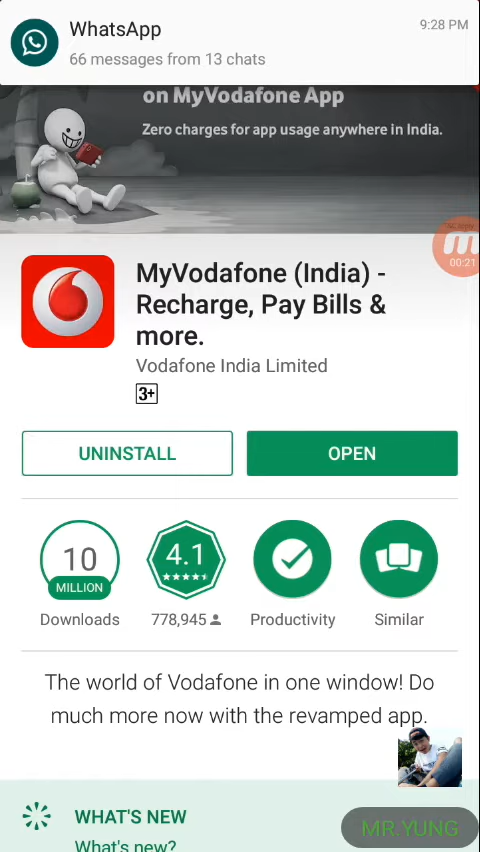 WhatsApp
9:28 PM
66 messages from 13 chats
on MyVodafone App
Zero charges for app usage anywhere in India.
00:21
MyVodafone (India) -
Recharge, Pay Bills &
more.
Vodafone India Limited
3+
UNINSTALL
OPEN
10
MILLION
4.1
Downloads
778,945
Productivity
Similar
The world of Vodafone in one window! Do
much more now with the revamped app.
WHAT'S NEW
What's new?
MR.YUNG